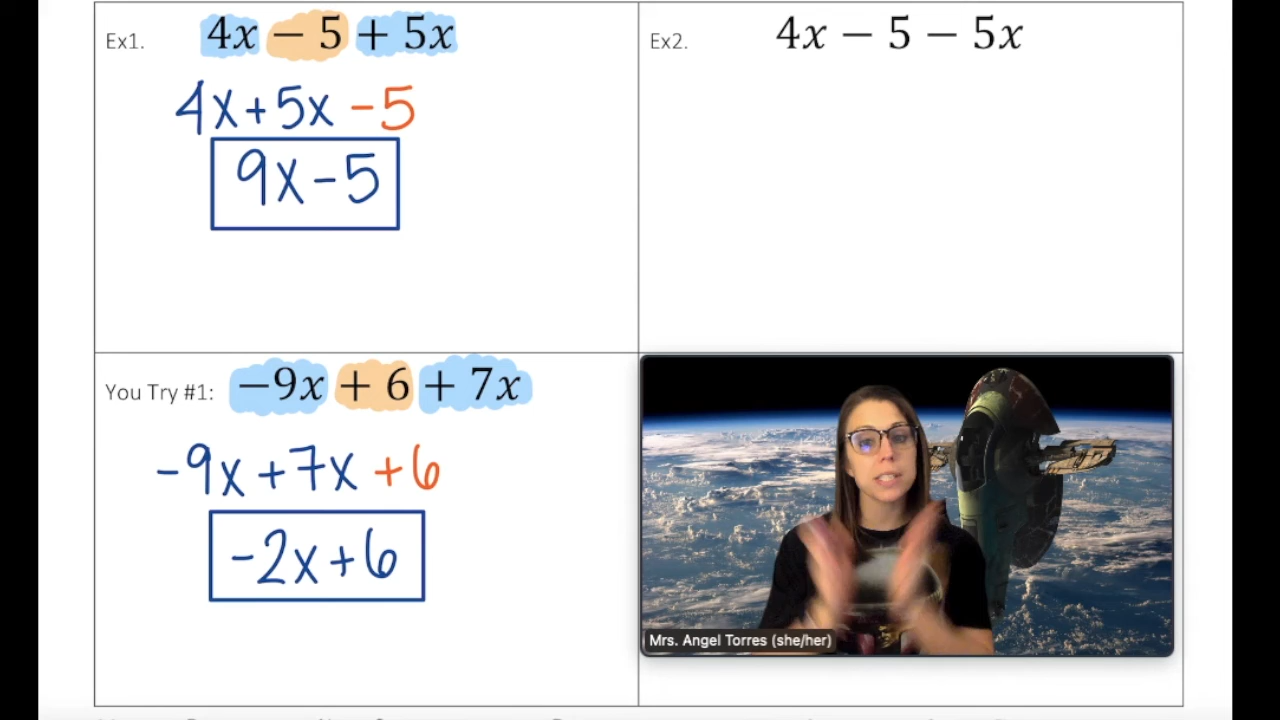 Ex1. 4x − 5 + 5x
4x+5x -5
9x-5
Ex2. 4x − 5 − 5x
You Try #1: −9x + 6 + 7x
-9x+7x +6
-2x+6
Mrs. Angel Torres (she/her)